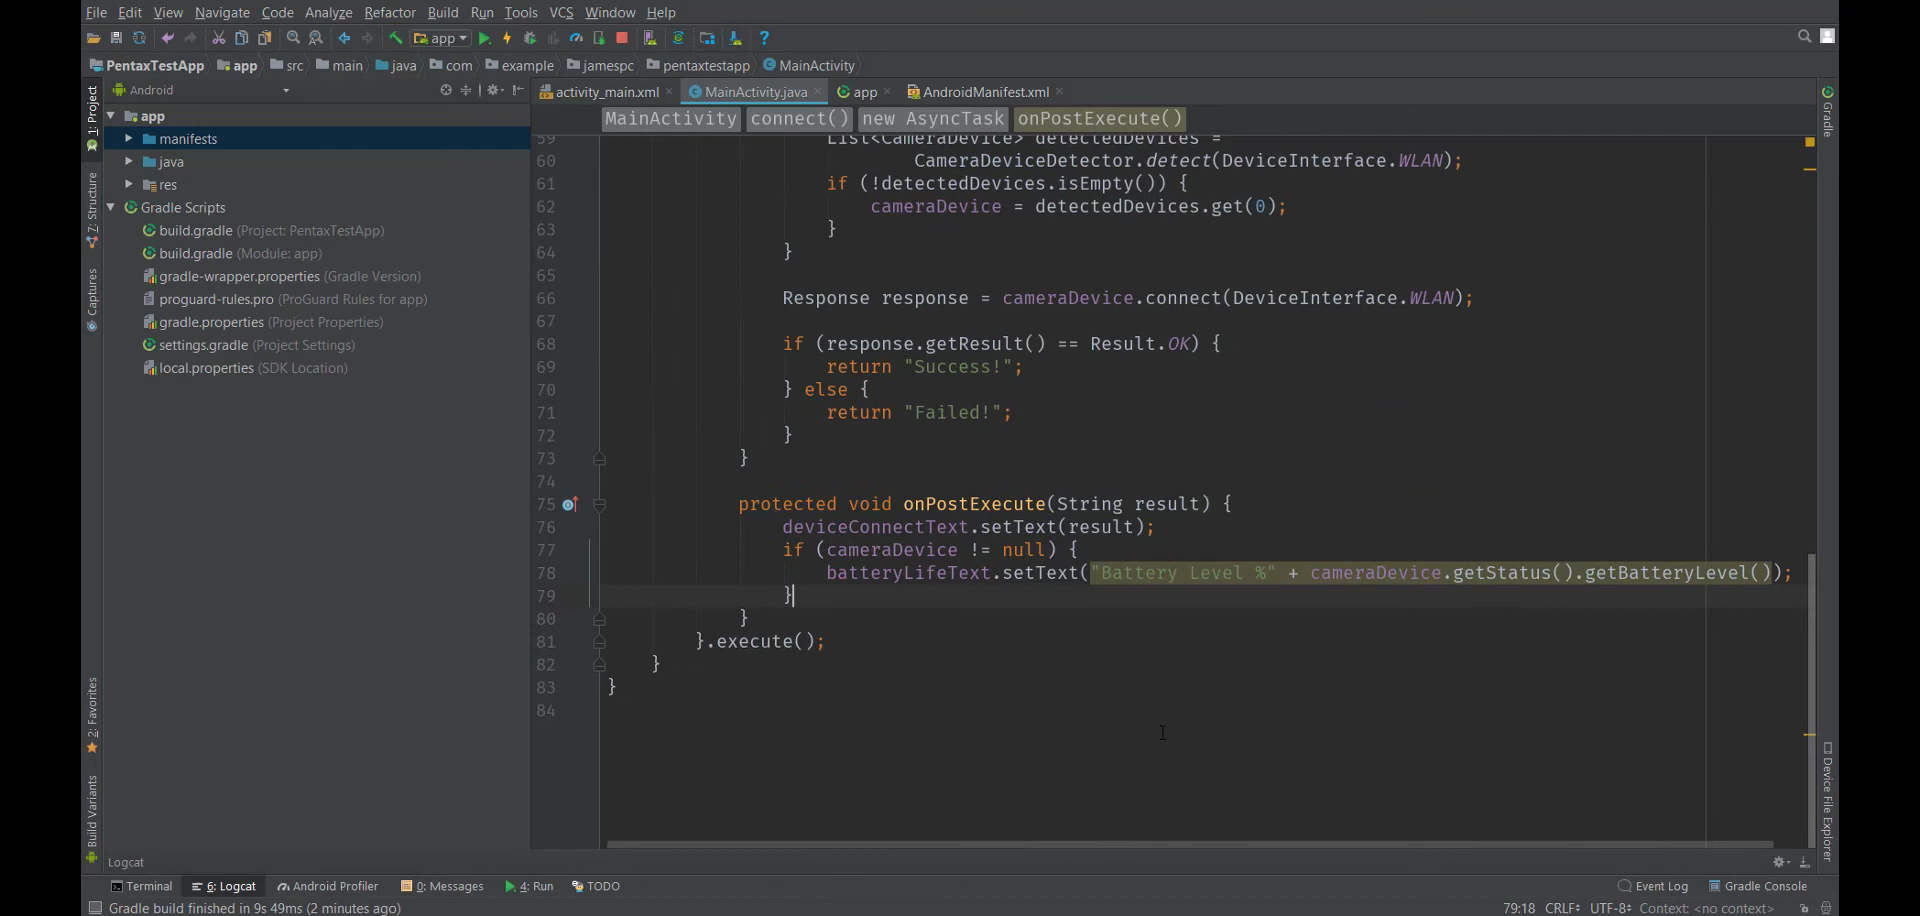 File Edit View Navigate Code Analyze Refactor Build Run Tools VCS Window Help
app
PentaxTestApp app src main java com example jamespc pentaxtestapp MainActivity
1: Project
Z: Structure
Captures
2: Favorites
Build Variants
Android
app
manifests
java
res
Gradle Scripts
build.gradle (Project: PentaxTestApp)
build.gradle (Module: app)
gradle-wrapper.properties (Gradle Version)
proguard-rules.pro (ProGuard Rules for app)
gradle.properties (Project Properties)
settings.gradle (Project Settings)
local.properties (SDK Location)
activity_main.xml MainActivity.java app AndroidManifest.xml
MainActivity connect() new AsyncTask onPostExecute()
59 List<CameraDevice> detectedDevices =
60 CameraDeviceDetector.detect(DeviceInterface.WLAN);
61 if (!detectedDevices.isEmpty()) {
62 cameraDevice = detectedDevices.get(0);
63 }
64 }
65
66 Response response = cameraDevice.connect(DeviceInterface.WLAN);
67
68 if (response.getResult() == Result.OK) {
69 return "Success!";
70 } else {
71 return "Failed!";
72 }
73 }
74
75 protected void onPostExecute(String result) {
76 deviceConnectText.setText(result);
77 if (cameraDevice != null) {
78 batteryLifeText.setText("Battery Level %" + cameraDevice.getStatus().getBatteryLevel());
79 }
80 }
81 }.execute();
82 }
83 }
84
Gradle
Device File Explorer
Logcat
Terminal 6: Logcat Android Profiler 0: Messages 4: Run TODO Event Log Gradle Console
Gradle build finished in 9s 49ms (2 minutes ago) 79:18 CRLF UTF-8 Context: <no context>